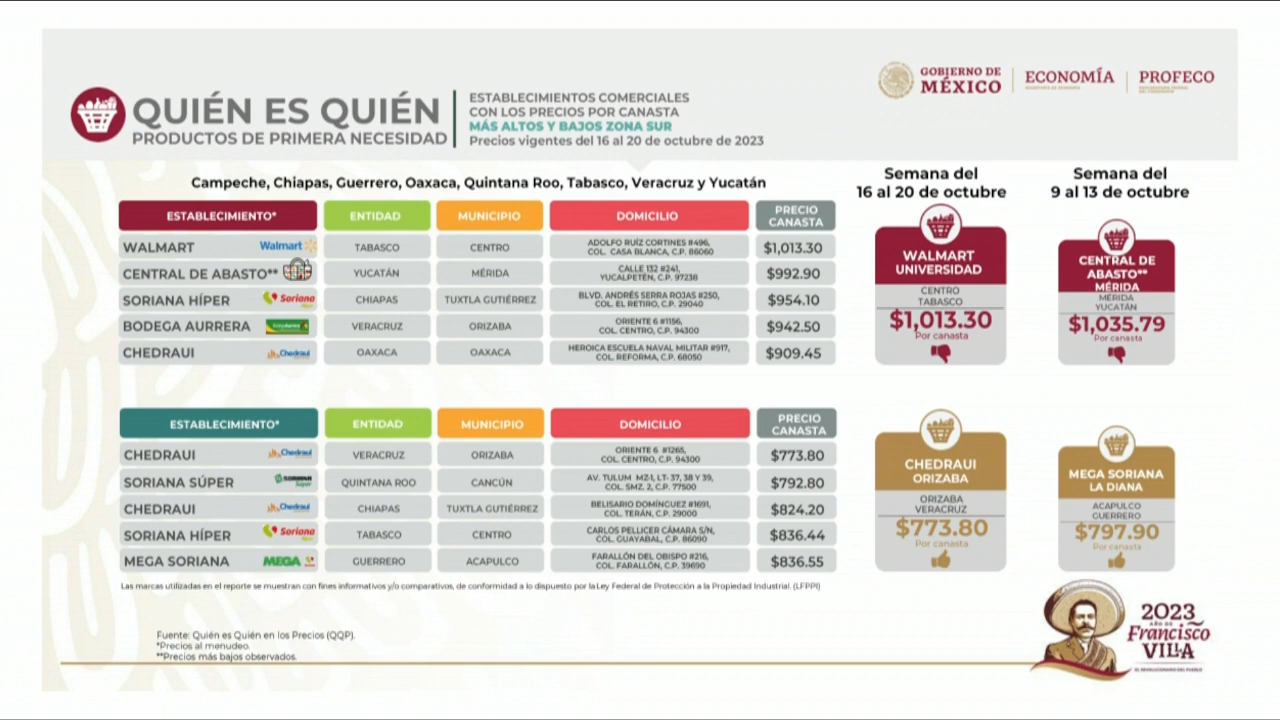 QUIÉN ES QUIÉN
PRODUCTOS DE PRIMERA NECESIDAD
ESTABLECIMIENTOS COMERCIALES
CON LOS PRECIOS POR CANASTA
MÁS ALTOS Y BAJOS ZONA SUR
Precios vigentes del 16 al 20 de octubre de 2023
GOBIERNO DE
MÉXICO
ECONOMÍA
PROFECO
Campeche, Chiapas, Guerrero, Oaxaca, Quintana Roo, Tabasco, Veracruz y Yucatán
ESTABLECIMIENTO* ENTIDAD MUNICIPIO DOMICILIO PRECIO CANASTA
WALMART Walmart TABASCO CENTRO ADOLFO RUÍZ CORTINES #496, COL. CASA BLANCA, C.P. 86060 $1,013.30
CENTRAL DE ABASTO** YUCATÁN MÉRIDA CALLE 132 #241, YUCALPETÉN, C.P. 97238 $992.90
SORIANA HÍPER Soriana CHIAPAS TUXTLA GUTIÉRREZ BLVD. ANDRÉS SERRA ROJAS #250, COL. EL RETIRO, C.P. 29040 $954.10
BODEGA AURRERA VERACRUZ ORIZABA ORIENTE 6 #1156, COL. CENTRO, C.P. 94300 $942.50
CHEDRAUI Chedraui OAXACA OAXACA HEROICA ESCUELA NAVAL MILITAR #917, COL. REFORMA, C.P. 68050 $909.45
ESTABLECIMIENTO* ENTIDAD MUNICIPIO DOMICILIO PRECIO CANASTA
CHEDRAUI Chedraui VERACRUZ ORIZABA ORIENTE 6 #1265, COL. CENTRO, C.P. 94300 $773.80
SORIANA SÚPER SORIANA Súper QUINTANA ROO CANCÚN AV. TULUM MZ-1, LT- 37, 38 Y 39, COL. SMZ. 2, C.P. 77500 $792.80
CHEDRAUI Chedraui CHIAPAS TUXTLA GUTIÉRREZ BELISARIO DOMÍNGUEZ #1691, COL. TERÁN, C.P. 29000 $824.20
SORIANA HÍPER Soriana TABASCO CENTRO CARLOS PELLICER CÁMARA S/N, COL. GUAYABAL, C.P. 86090 $836.44
MEGA SORIANA MEGA GUERRERO ACAPULCO FARALLÓN DEL OBISPO #216, COL. FARALLÓN, C.P. 39690 $836.55
Las marcas utilizadas en el reporte se muestran con fines informativos y/o comparativos, de conformidad a lo dispuesto por la Ley Federal de Protección a la Propiedad Industrial. (LFPPI)
Semana del
16 al 20 de octubre
WALMART
UNIVERSIDAD
CENTRO
TABASCO
$1,013.30
Por canasta
CHEDRAUI
ORIZABA
ORIZABA
VERACRUZ
$773.80
Por canasta
Semana del
9 al 13 de octubre
CENTRAL DE
ABASTO**
MÉRIDA
MÉRIDA
YUCATÁN
$1,035.79
Por canasta
MEGA SORIANA
LA DIANA
ACAPULCO
GUERRERO
$797.90
Por canasta
Fuente: Quién es Quién en los Precios (QQP).
*Precios al menudeo.
**Precios más bajos observados.
2023
AÑO DE
Francisco
VILLA
EL REVOLUCIONARIO DEL PUEBLO